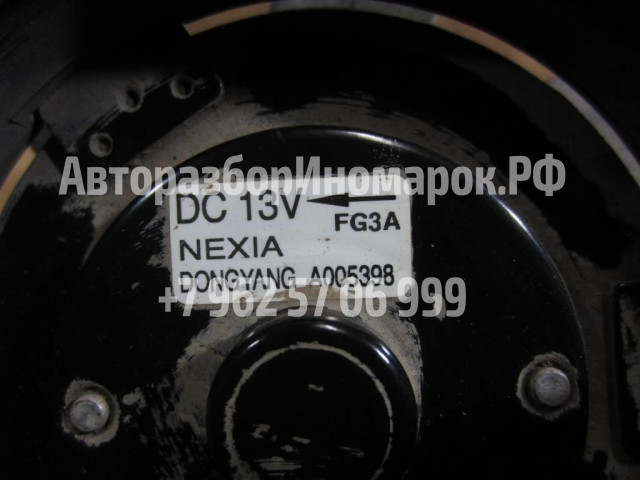 АвторазборИномарок.РФ
DC 13V
FG3A
NEXIA
DONGYANG A005398
+7 962 57 06 999